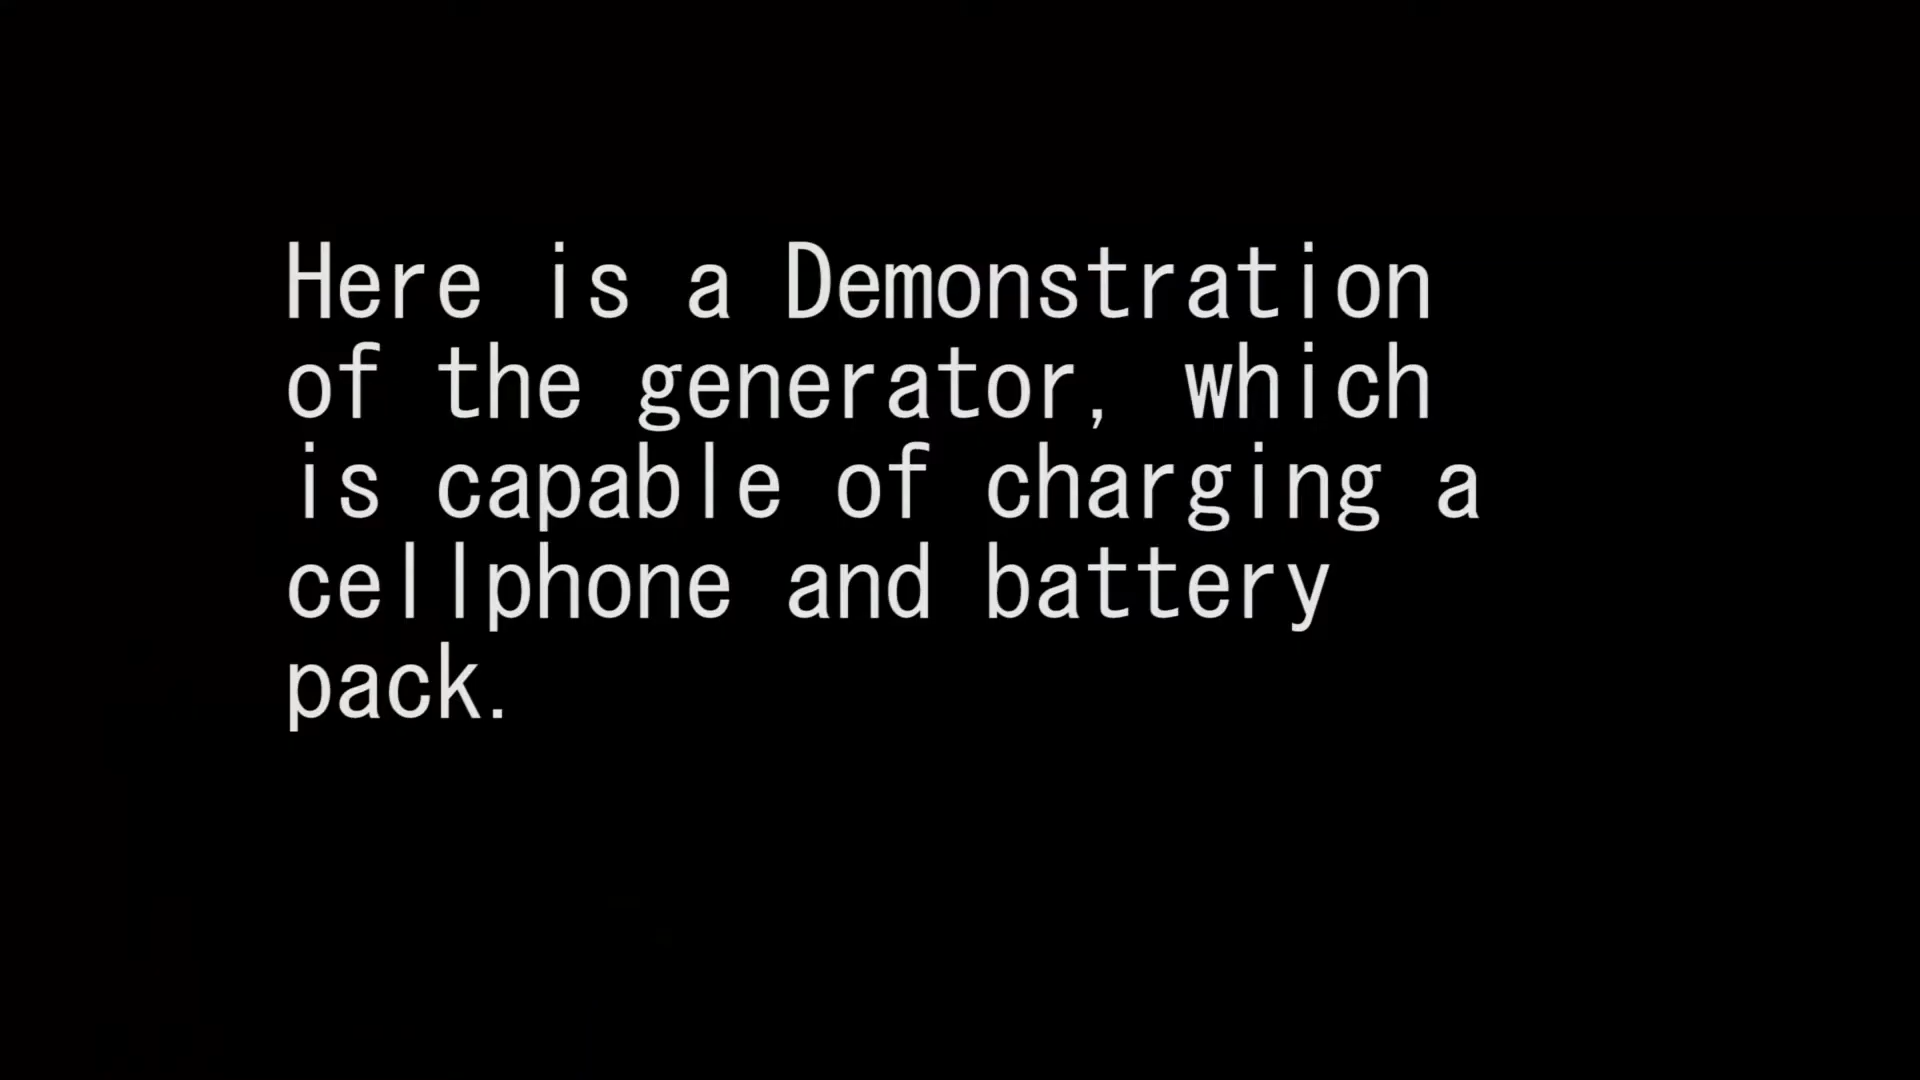 Here is a Demonstration
of the generator, which
is capable of charging a
cellphone and battery
pack.